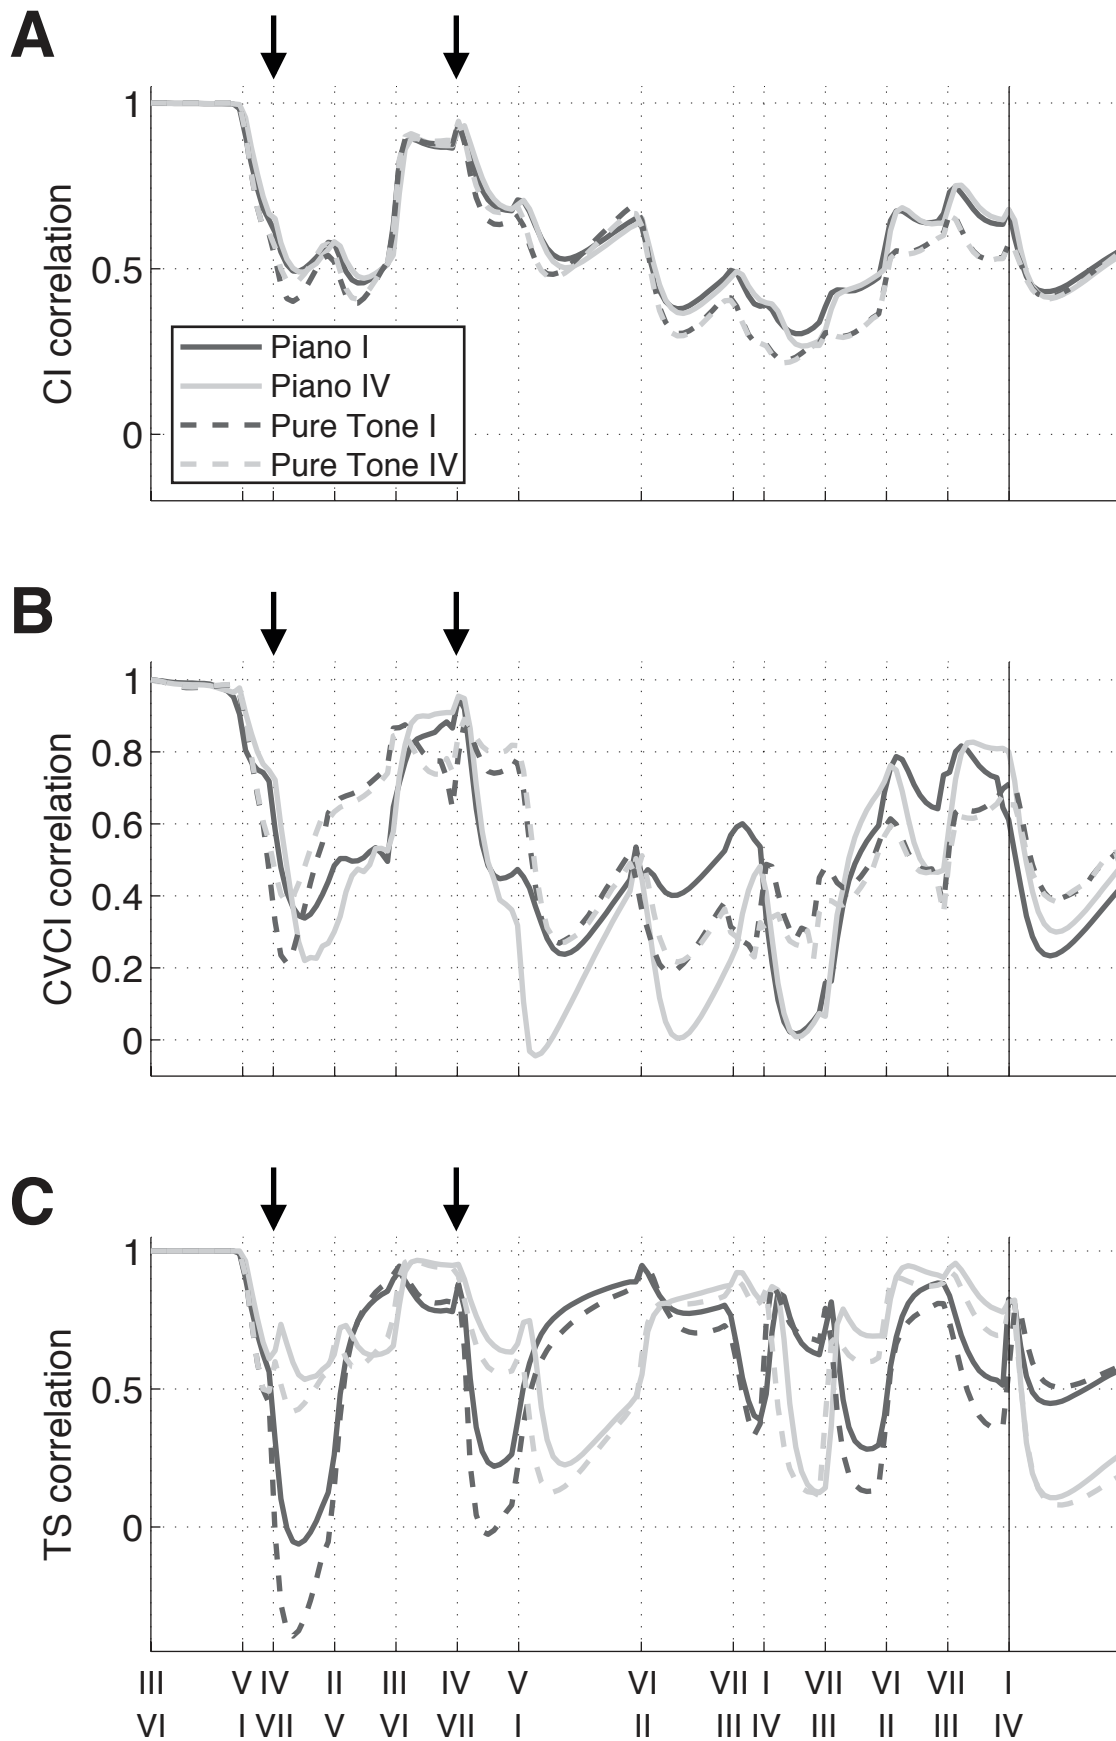 A
1
0.5
0
CI correlation
Piano I
Piano IV
Pure Tone I
Pure Tone IV
B
1
0.8
0.6
0.4
0.2
0
CVCI correlation
C
1
0.5
0
TS correlation
III V IV II III IV V VI VII I VII VI VII I
VI I VII V VI VII I II III IV III II III IV